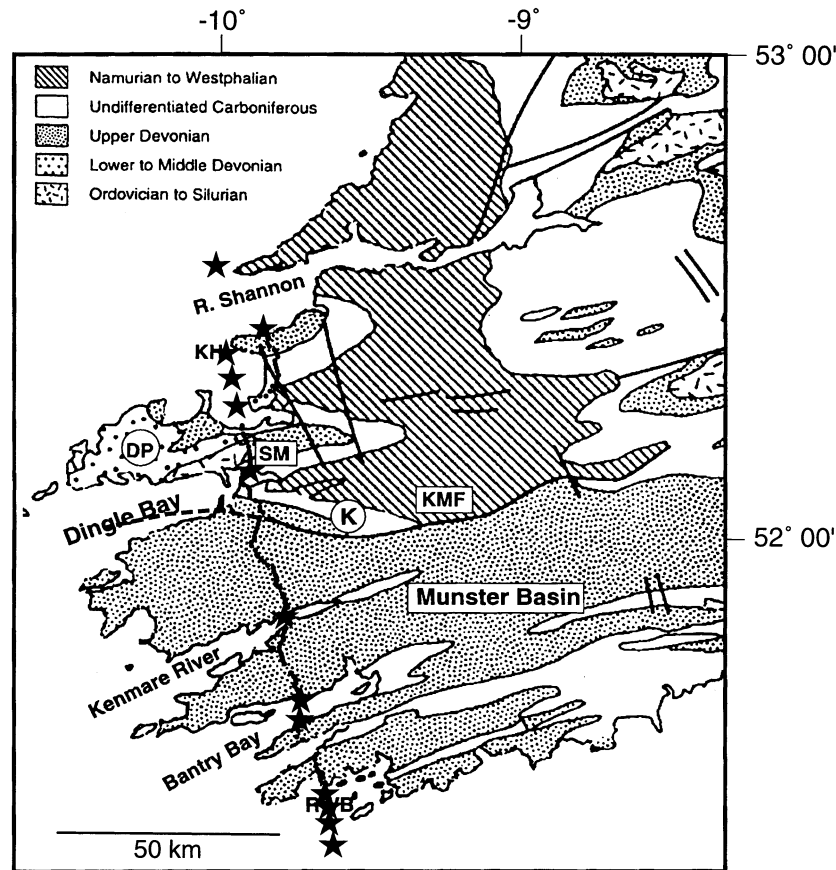 -10°
-9°
53° 00'
Namurian to Westphalian
Undifferentiated Carboniferous
Upper Devonian
Lower to Middle Devonian
Ordovician to Silurian
R. Shannon
KH
DP
SM
Dingle Bay
K
KMF
52° 00'
Munster Basin
Kenmare River
Bantry Bay
50 km